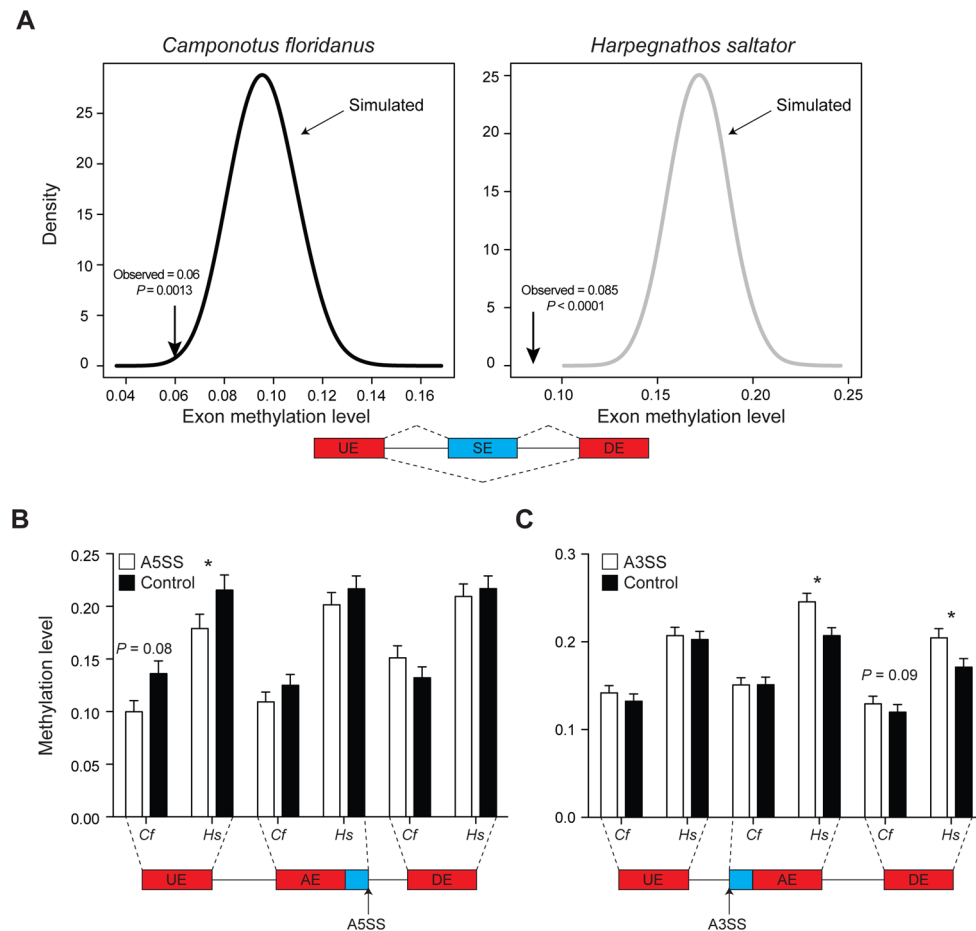 A
Camponotus floridanus
Harpegnathos saltator
Density
25
20
15
10
5
0
Simulated
Observed = 0.06
P = 0.0013
0.04 0.06 0.08 0.10 0.12 0.14 0.16
Exon methylation level
25
20
15
10
5
0
Simulated
Observed = 0.085
P < 0.0001
0.10 0.15 0.20 0.25
Exon methylation level
UE SE DE
B
Methylation level
0.25
0.20
0.15
0.10
0.05
0.00
A5SS
Control
*
P = 0.08
Cf Hs Cf Hs Cf Hs
UE AE DE
A5SS
C
0.3
0.2
0.1
0.0
A3SS
Control
*
*
P = 0.09
Cf Hs Cf Hs Cf Hs
UE AE DE
A3SS